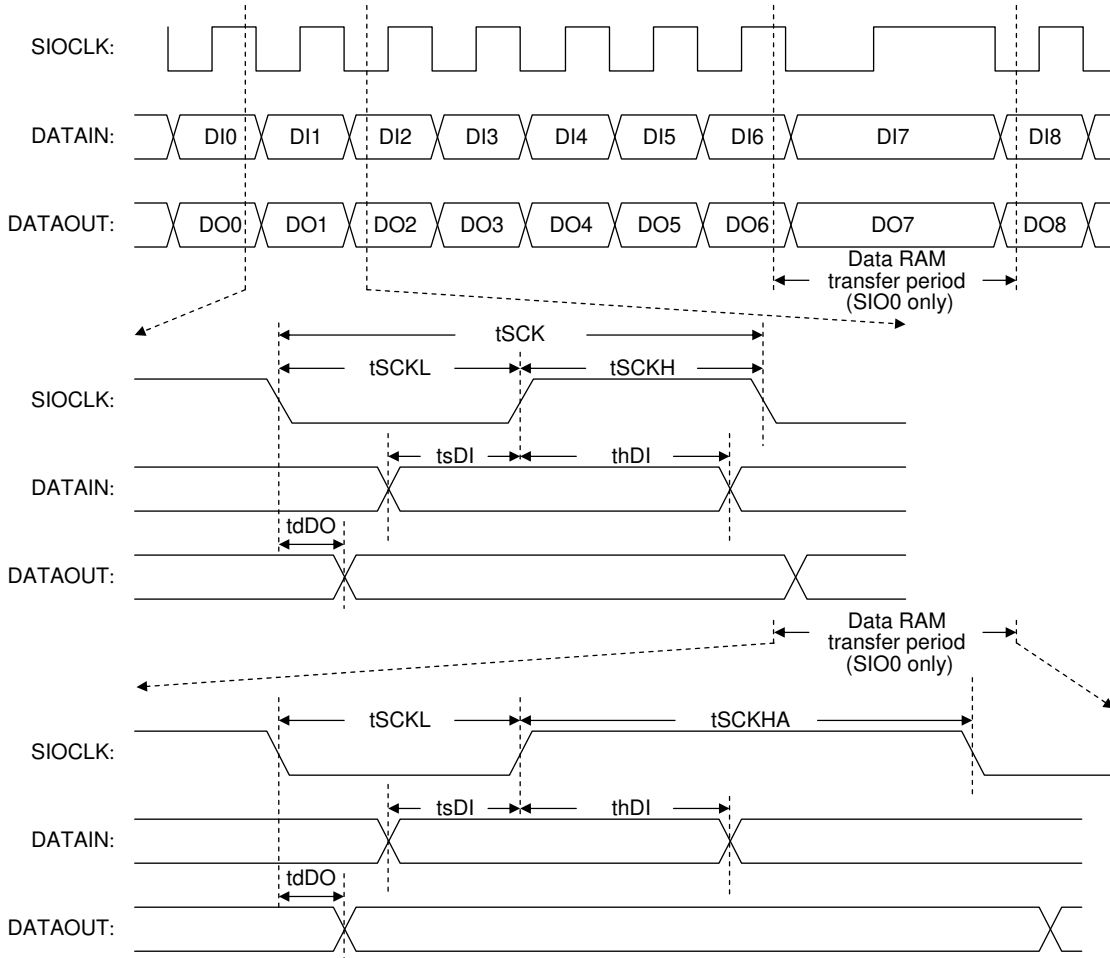 SIOCLK:
DATAIN: DI0 DI1 DI2 DI3 DI4 DI5 DI6 DI7 DI8
DATAOUT: DO0 DO1 DO2 DO3 DO4 DO5 DO6 DO7 DO8
Data RAM
transfer period
(SIO0 only)
tSCK
tSCKL tSCKH
SIOCLK:
tsDI thDI
DATAIN:
tdDO
DATAOUT:
Data RAM
transfer period
(SIO0 only)
tSCKL tSCKHA
SIOCLK:
tsDI thDI
DATAIN:
tdDO
DATAOUT: